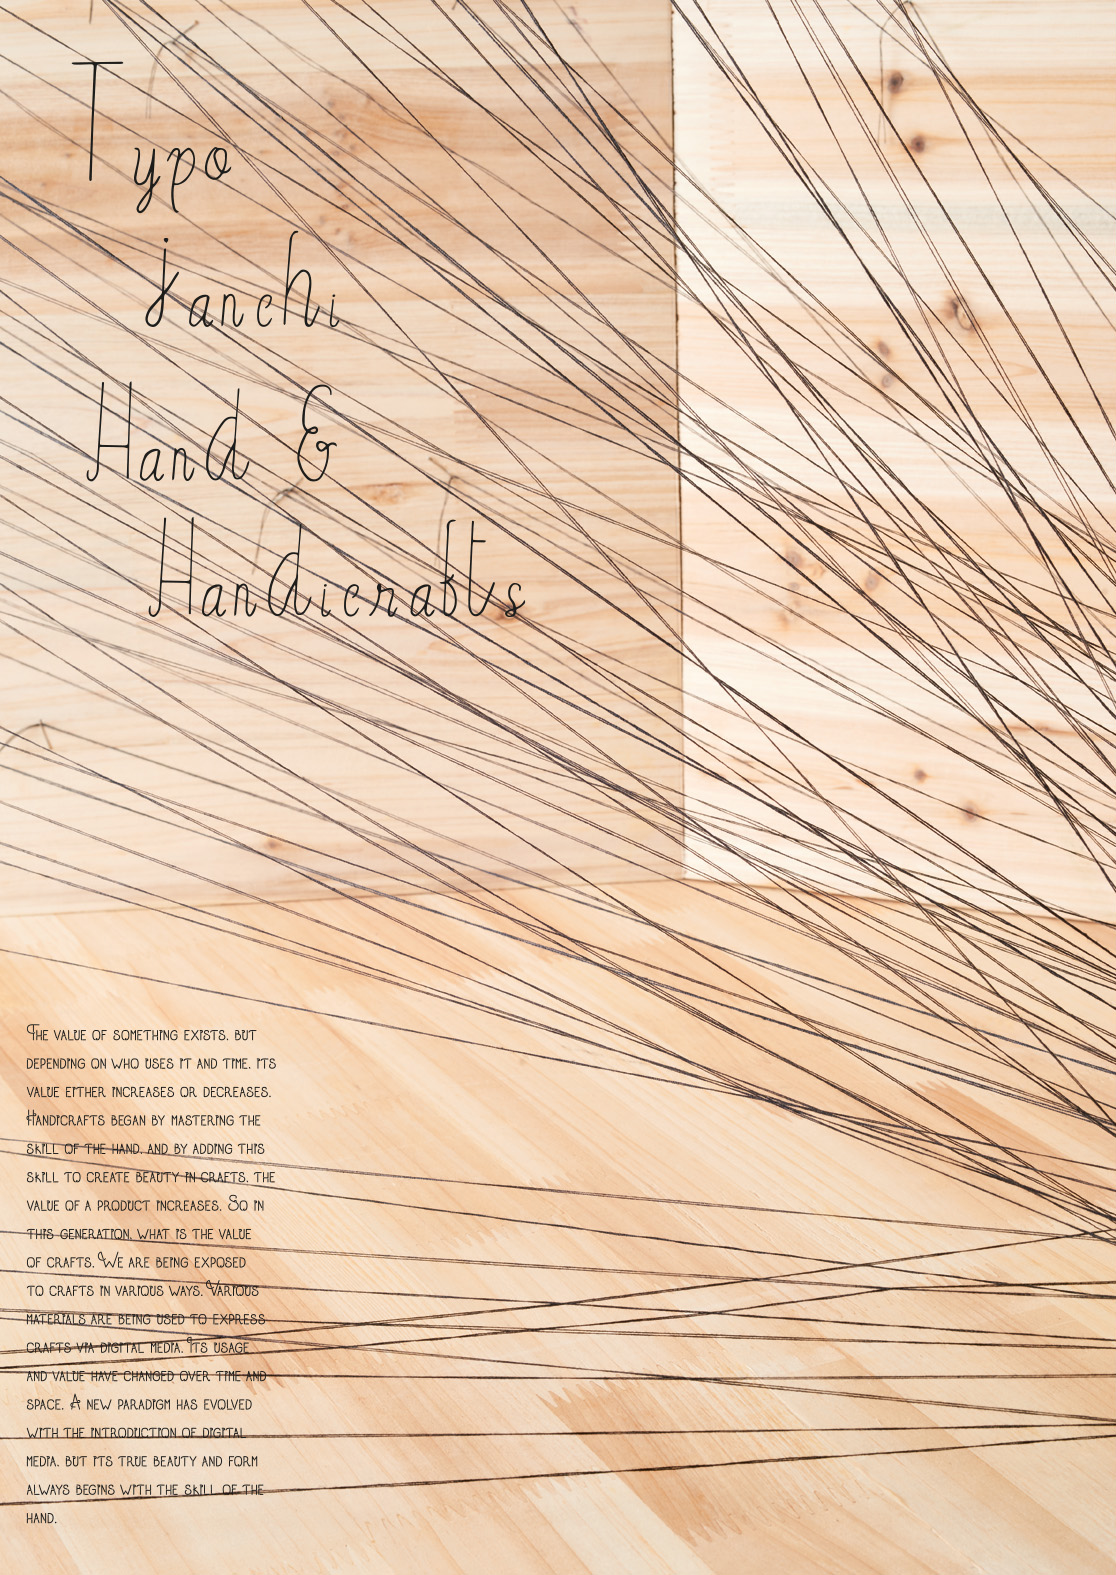 Typo
janchi
Hand &
Handicrafts
The value of something exists. but
depending on who uses it and time. its
value either increases or decreases.
Handicrafts began by mastering the
skill of the hand. and by adding this
skill to create beauty in crafts. the
value of a product increases. So in
this generation. what is the value
of crafts. We are being exposed
to crafts in various ways. Various
materials are being used to express
crafts via digital media. Its usage
and value have changed over time and
space. A new paradigm has evolved
with the introduction of digital
media. but its true beauty and form
always begins with the skill of the
hand.